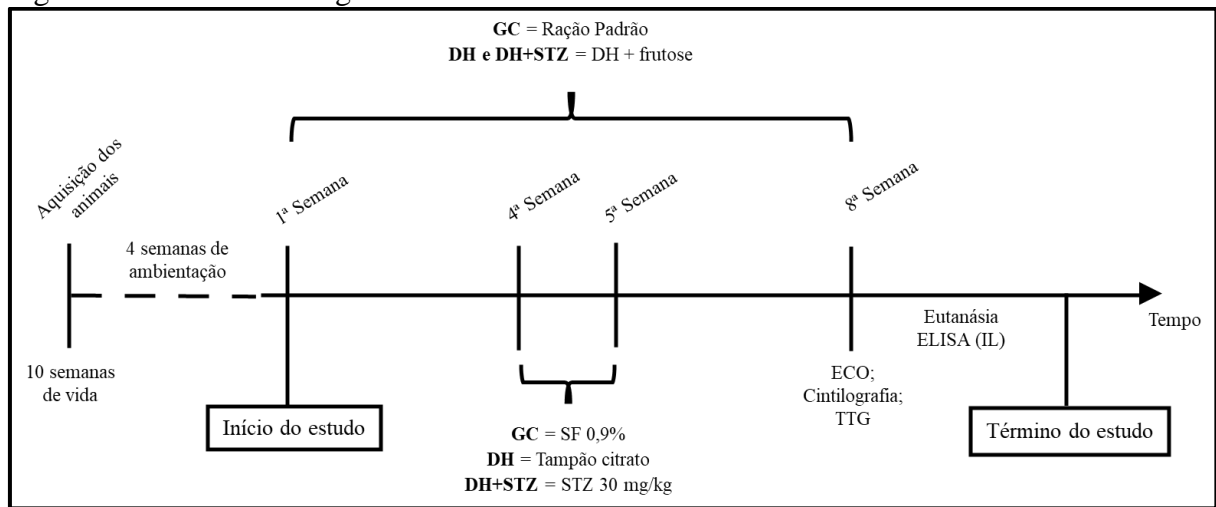 GC = Ração Padrão
DH e DH+STZ = DH + frutose
Aquisição dos
animais
1ª Semana
4ª Semana
5ª Semana
8ª Semana
4 semanas de
ambientação
Tempo
10 semanas
de vida
Início do estudo
GC = SF 0,9%
DH = Tampão citrato
DH+STZ = STZ 30 mg/kg
ECO;
Cintilografia;
TTG
Eutanásia
ELISA (IL)
Término do estudo